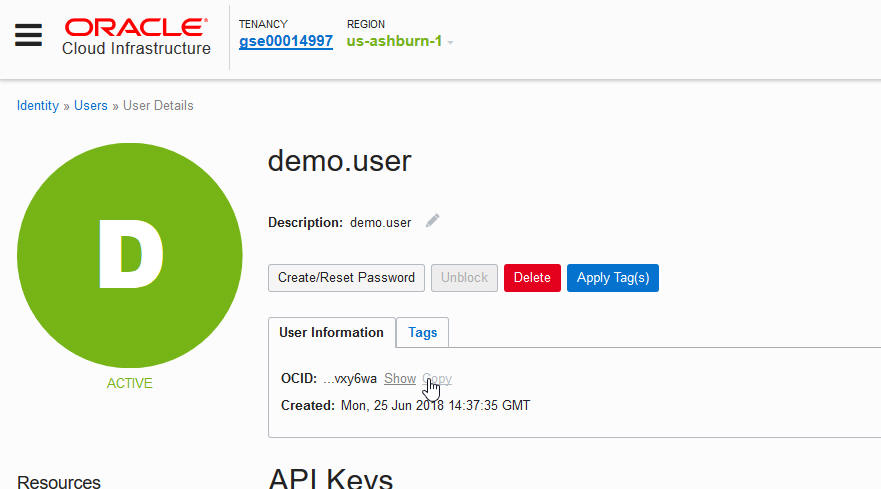 ORACLE®
Cloud Infrastructure
TENANCY
gse00014997
REGION
us-ashburn-1
Identity » Users » User Details
D
ACTIVE
demo.user
Description: demo.user
Create/Reset Password Unblock Delete Apply Tag(s)
User Information Tags
OCID: ...vxy6wa Show Copy
Created: Mon, 25 Jun 2018 14:37:35 GMT
Resources
API Keys